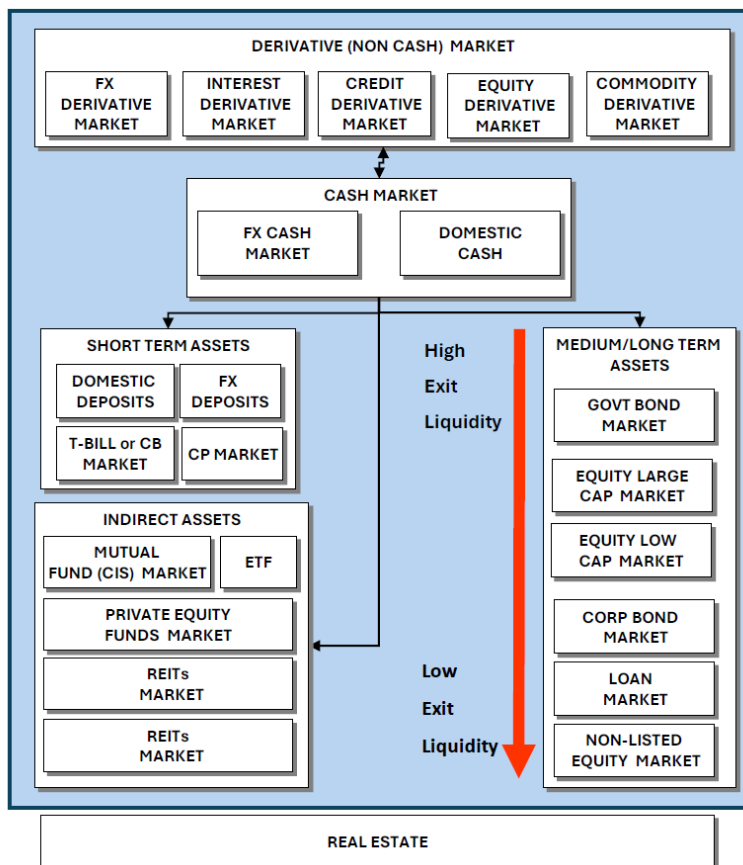 DERIVATIVE (NON CASH) MARKET
FX
DERIVATIVE
MARKET
INTEREST
DERIVATIVE
MARKET
CREDIT
DERIVATIVE
MARKET
EQUITY
DERIVATIVE
MARKET
COMMODITY
DERIVATIVE
MARKET
CASH MARKET
FX CASH
MARKET
DOMESTIC
CASH
SHORT TERM ASSETS
DOMESTIC
DEPOSITS
FX
DEPOSITS
T-BILL or CB
MARKET
CP MARKET
INDIRECT ASSETS
MUTUAL
FUND (CIS) MARKET
ETF
PRIVATE EQUITY
FUNDS MARKET
REITs
MARKET
REITs
MARKET
High
Exit
Liquidity
Low
Exit
Liquidity
MEDIUM/LONG TERM
ASSETS
GOVT BOND
MARKET
EQUITY LARGE
CAP MARKET
EQUITY LOW
CAP MARKET
CORP BOND
MARKET
LOAN
MARKET
NON-LISTED
EQUITY MARKET
REAL ESTATE